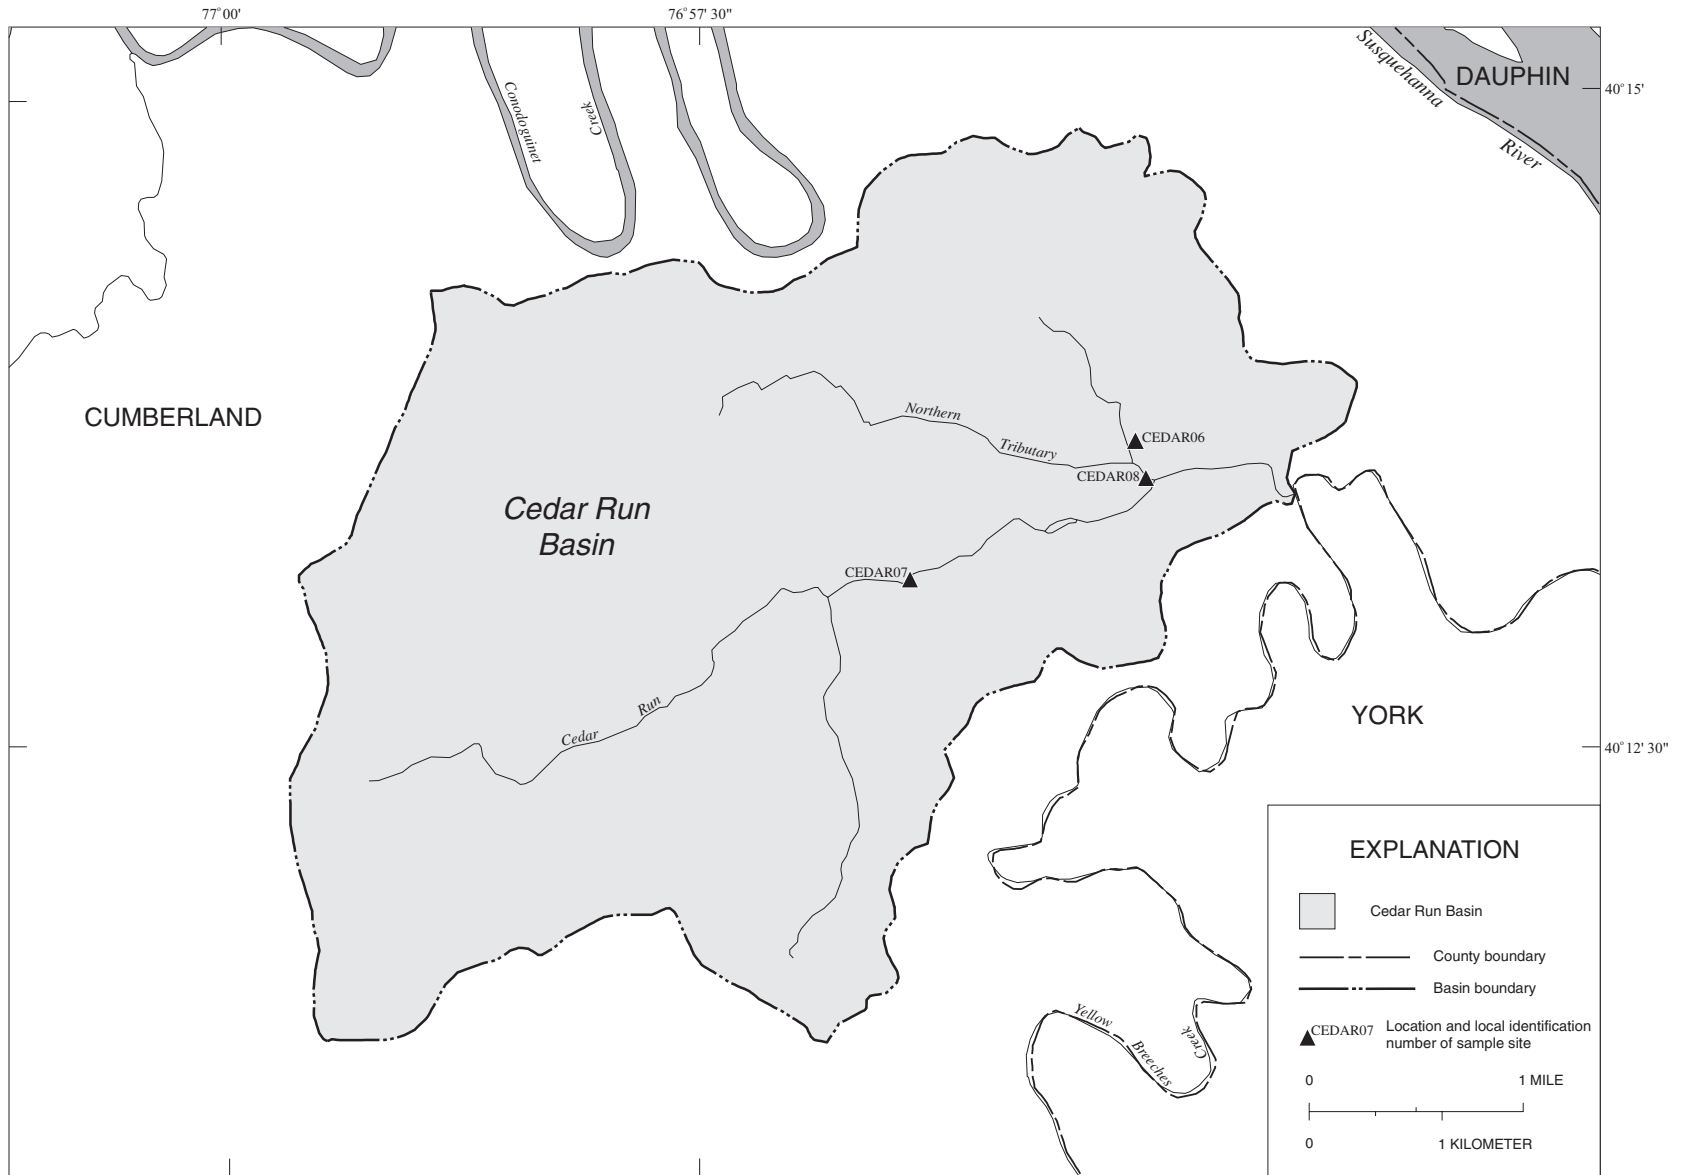 77°00'
76°57' 30"
Susquehanna
River
DAUPHIN
40°15'
Conodoguinet
Creek
CUMBERLAND
Northern
Tributary
CEDAR06
CEDAR08
Cedar Run
Basin
CEDAR07
Cedar
Run
YORK
40°12' 30"
Yellow
Breeches
Creek
EXPLANATION
Cedar Run Basin
County boundary
Basin boundary
CEDAR07
Location and local identification
number of sample site
0 1 MILE
0 1 KILOMETER